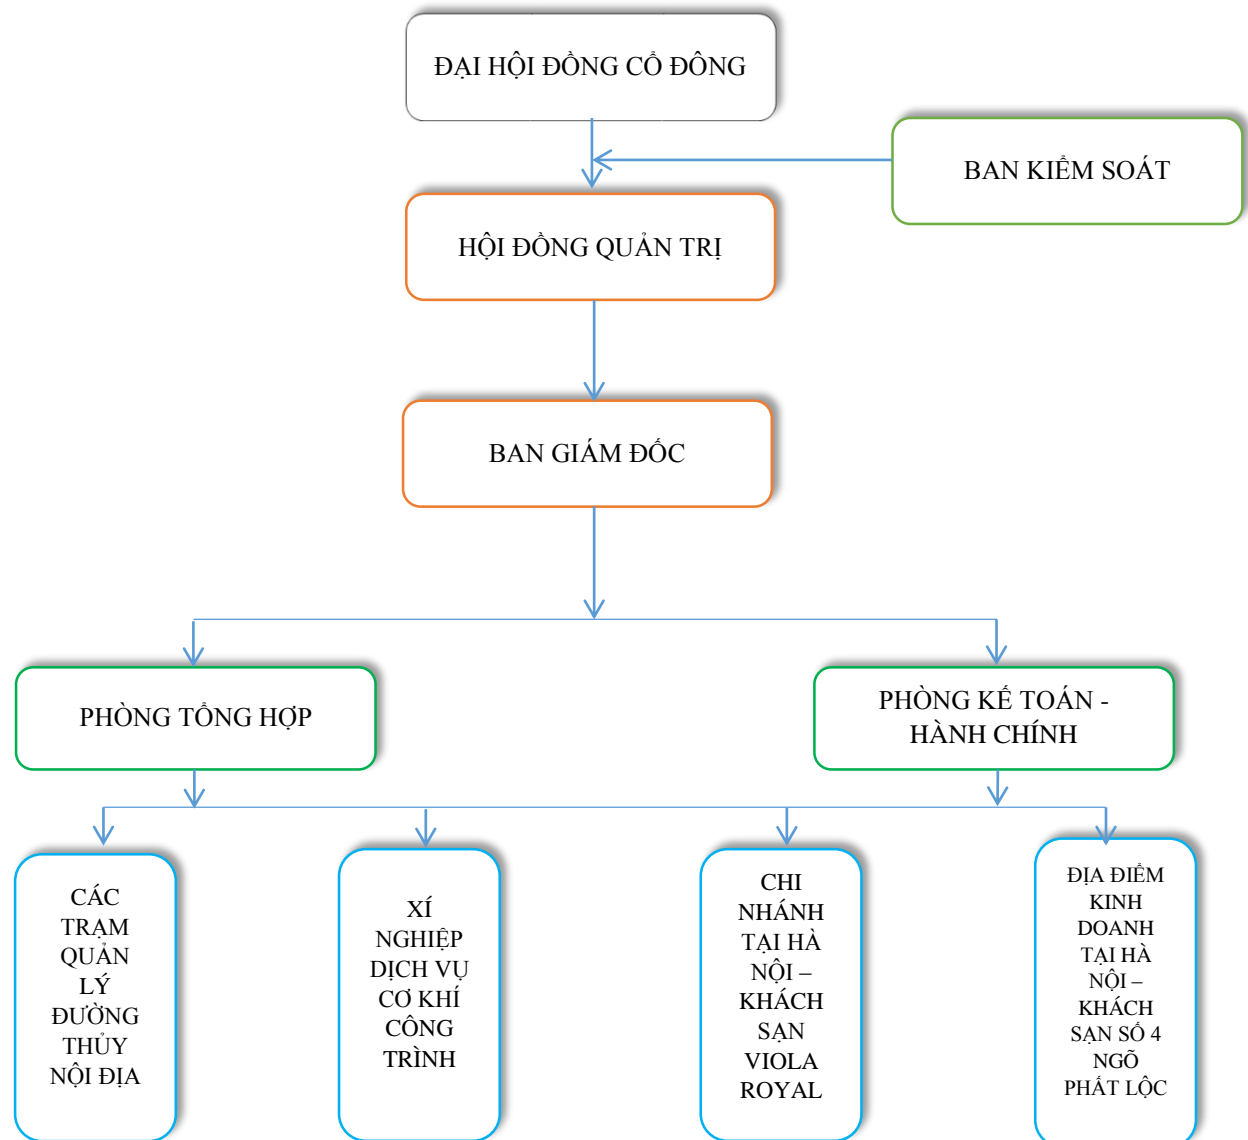 ĐẠI HỘI ĐỒNG CỔ ĐÔNG
BAN KIỂM SOÁT
HỘI ĐỒNG QUẢN TRỊ
BAN GIÁM ĐỐC
PHÒNG TỔNG HỢP
PHÒNG KẾ TOÁN -
HÀNH CHÍNH
CÁC
TRẠM
QUẢN
LÝ
ĐƯỜNG
THỦY
NỘI ĐỊA
XÍ
NGHIỆP
DỊCH VỤ
CƠ KHÍ
CÔNG
TRÌNH
CHI
NHÁNH
TẠI HÀ
NỘI –
KHÁCH
SẠN
VIOLA
ROYAL
ĐỊA ĐIỂM
KINH
DOANH
TẠI HÀ
NỘI –
KHÁCH
SẠN SỐ 4
NGÕ
PHẤT LỘC